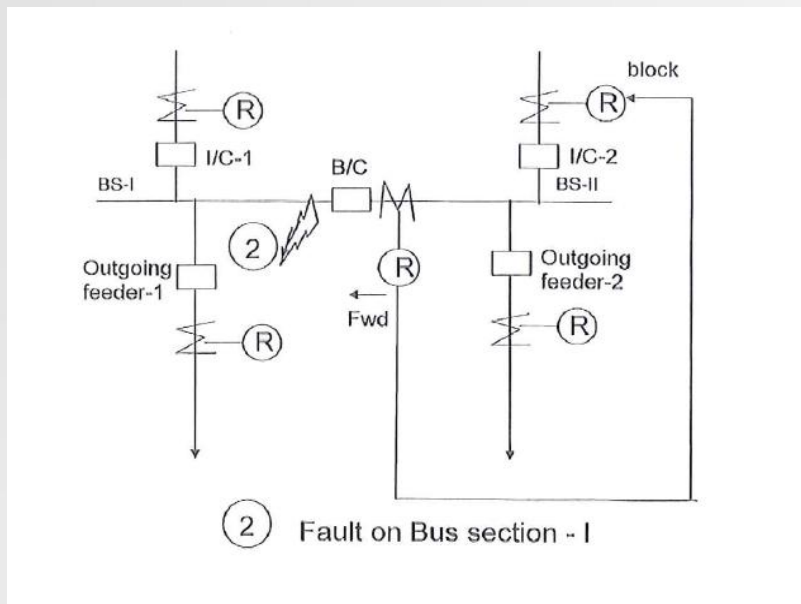 block
R
R
I/C-1
I/C-2
B/C
BS-I
BS-II
2
R
Outgoing
feeder-1
Outgoing
feeder-2
Fwd
R
R
2 Fault on Bus section - I